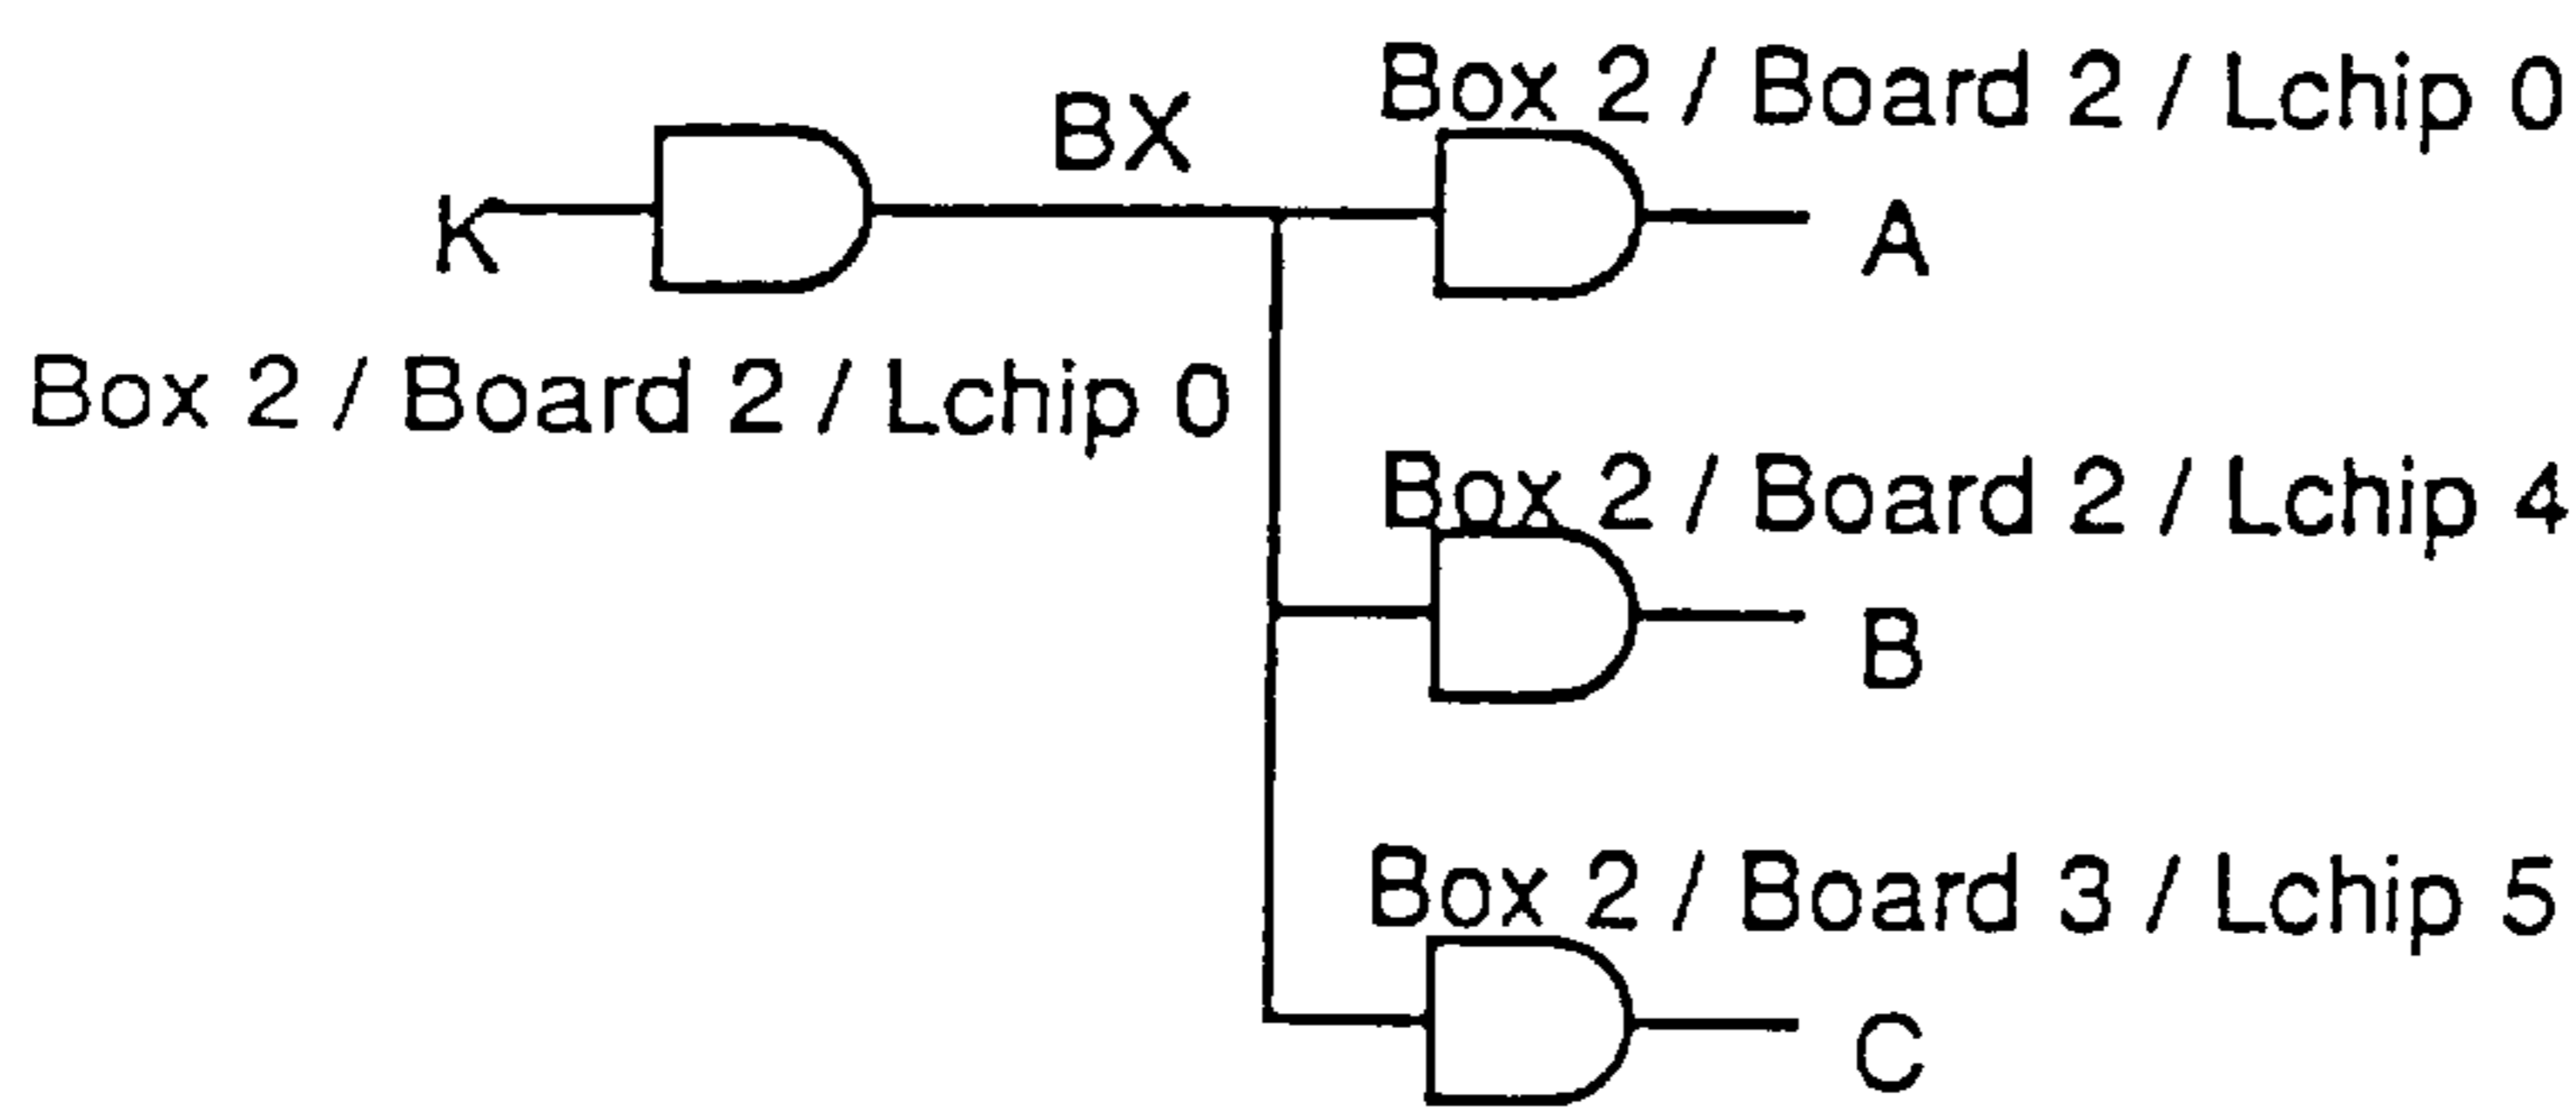 Box 2 / Board 2 / Lchip 0
BX
K
A
Box 2 / Board 2 / Lchip 0
Box 2 / Board 2 / Lchip 4
B
Box 2 / Board 3 / Lchip 5
C